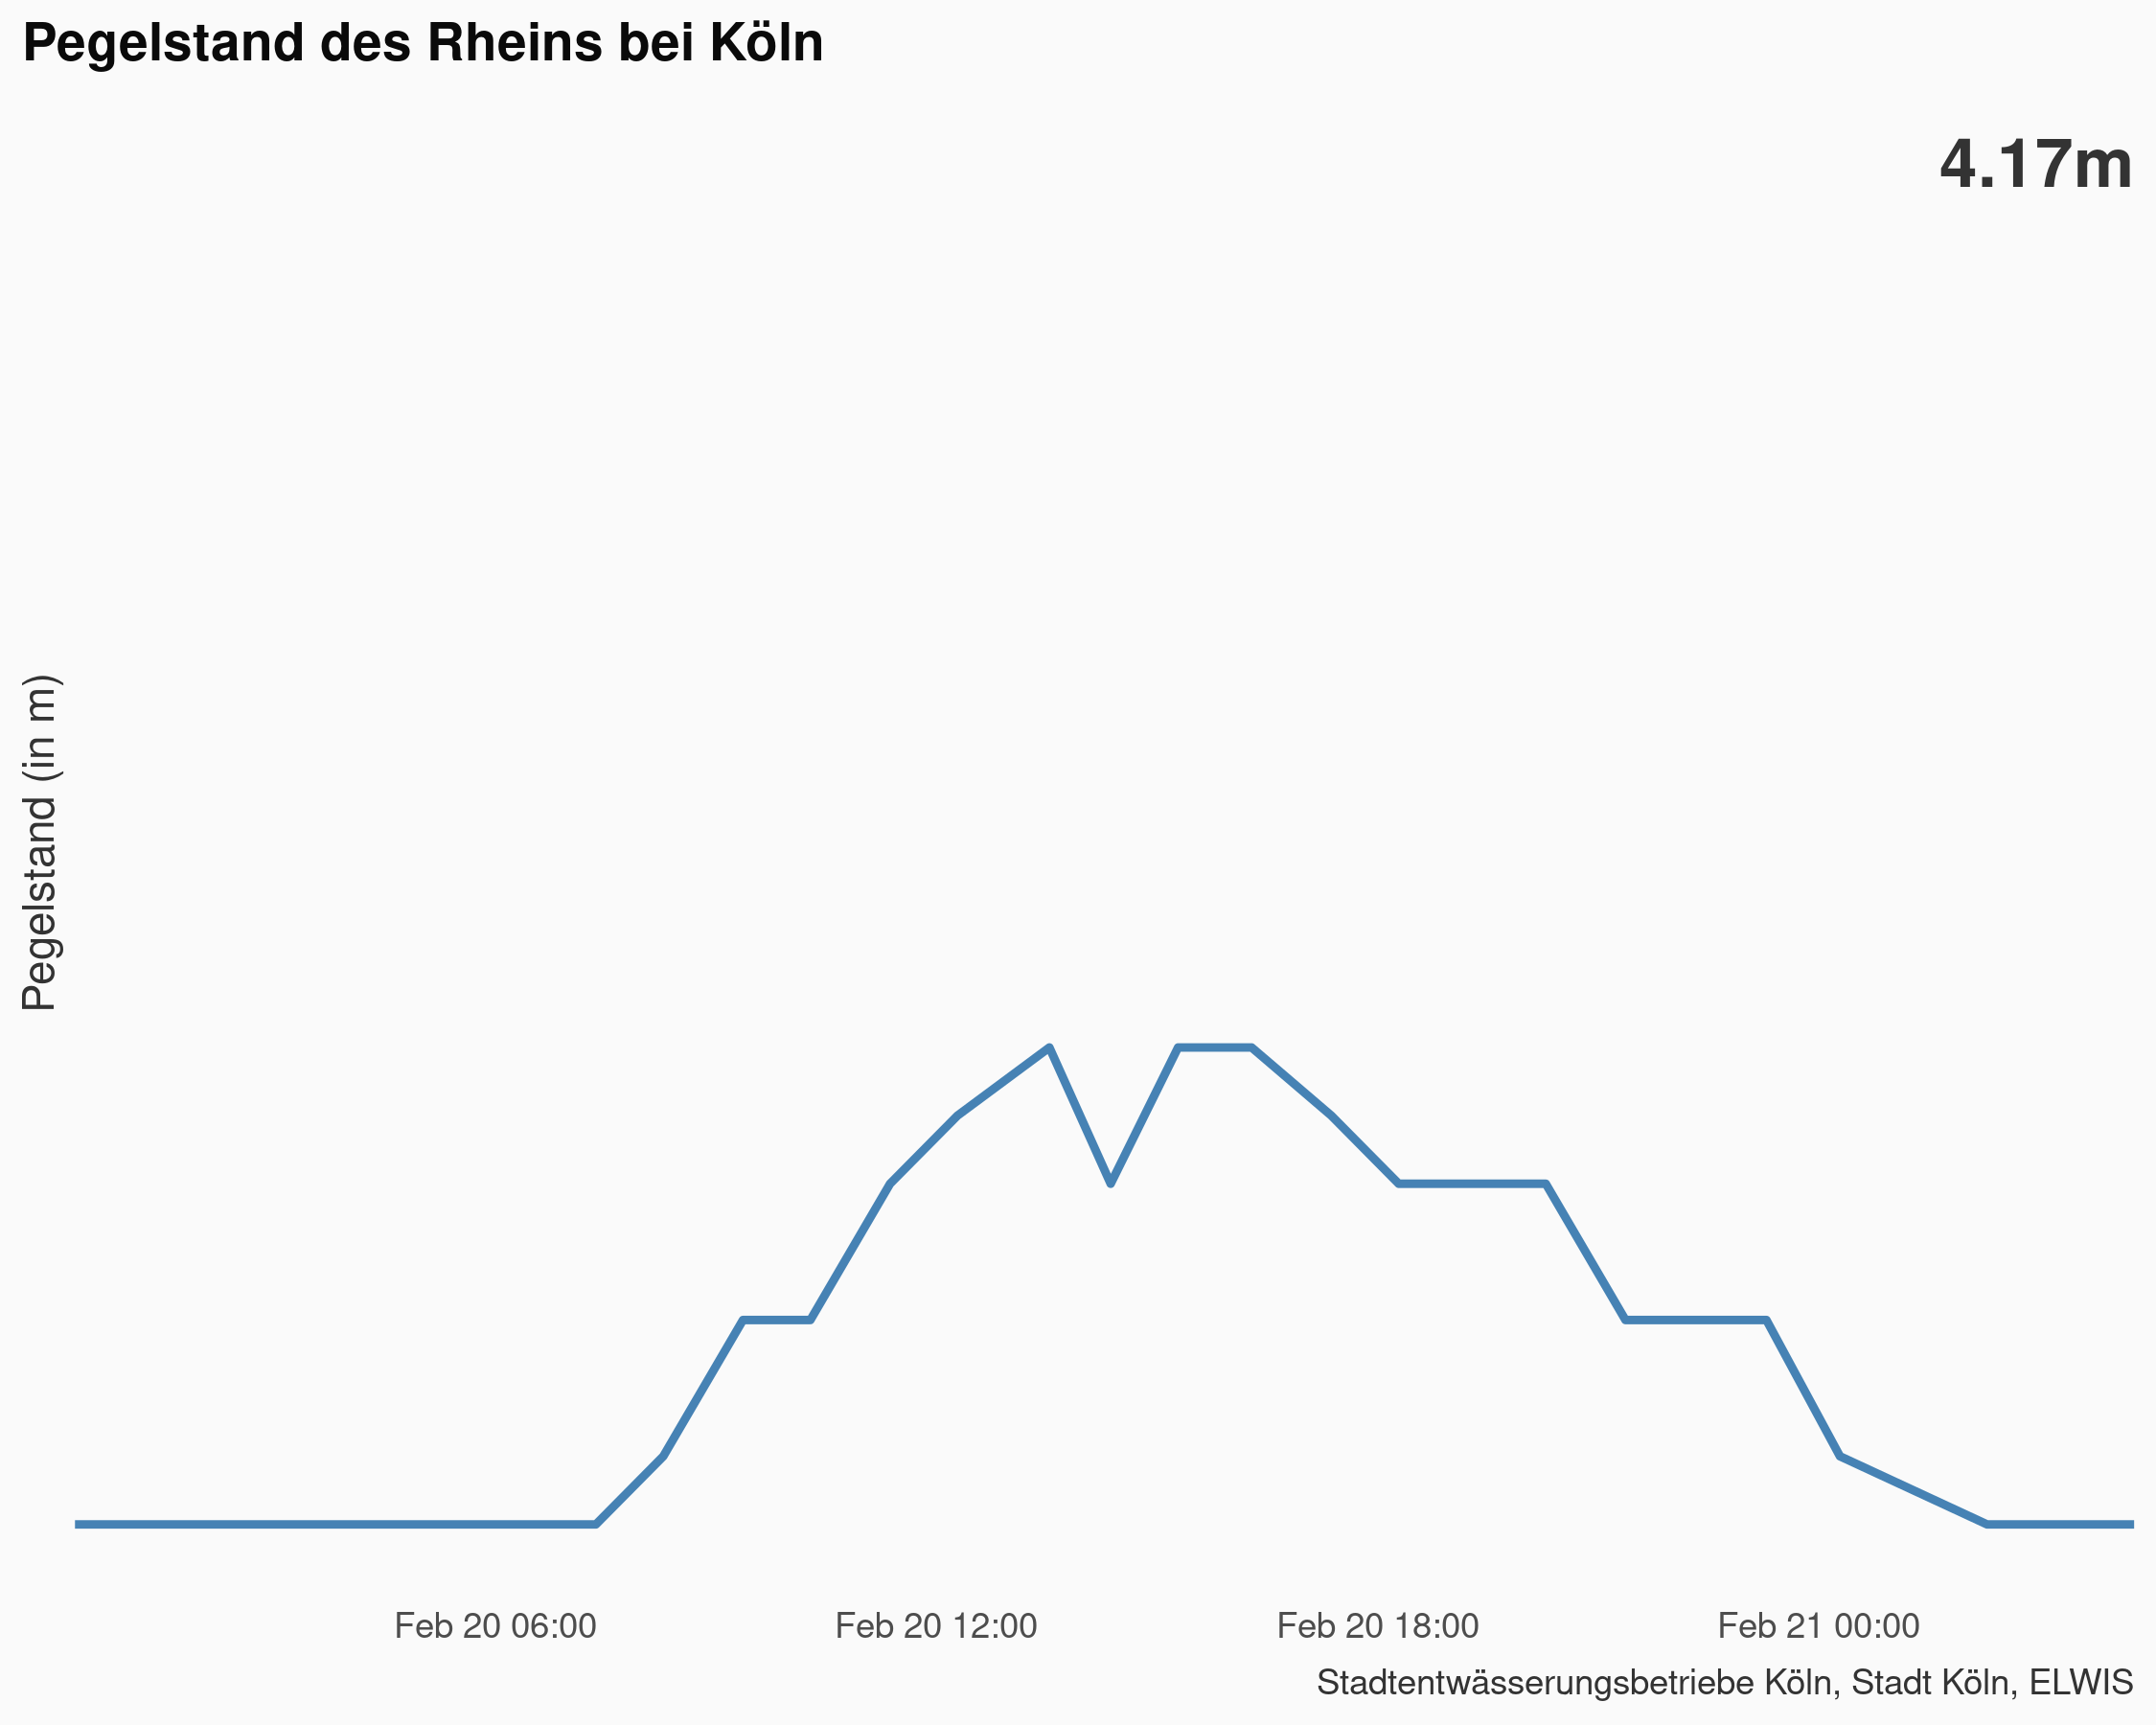 Pegelstand des Rheins bei Köln
4.17m
Pegelstand (in m)
Feb 20 06:00
Feb 20 12:00
Feb 20 18:00
Feb 21 00:00
Stadtentwässerungsbetriebe Köln, Stadt Köln, ELWIS